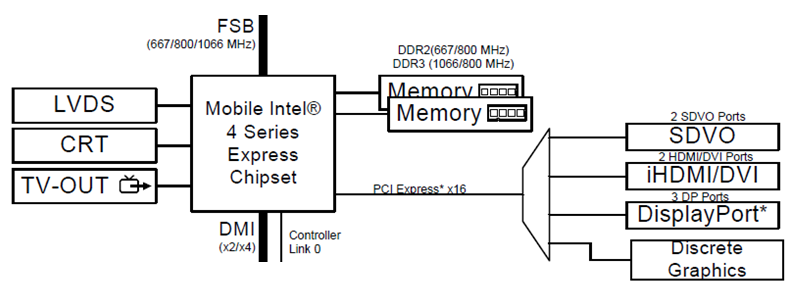 FSB
(667/800/1066 MHz)
DDR2(667/800 MHz)
DDR3 (1066/800 MHz)
Memory
Memory
LVDS
CRT
TV-OUT
Mobile Intel®
4 Series
Express
Chipset
PCI Express* x16
2 SDVO Ports
SDVO
2 HDMI/DVI Ports
iHDMI/DVI
3 DP Ports
DisplayPort*
Discrete
Graphics
DMI
(x2/x4)
Controller
Link 0